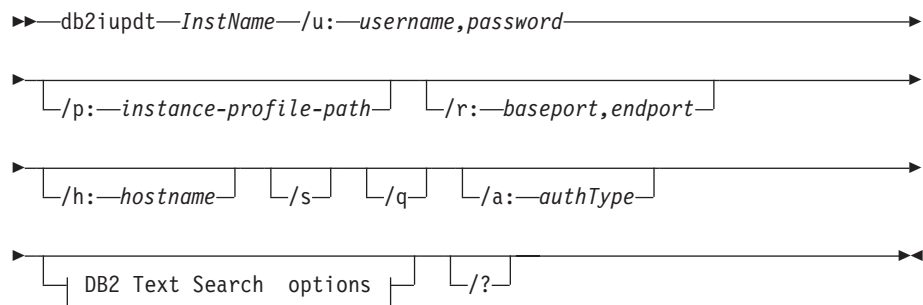 db2iupdt InstName /u: username,password
/p: instance-profile-path /r: baseport,endport
/h: hostname /s /q /a: authType
DB2 Text Search options /?